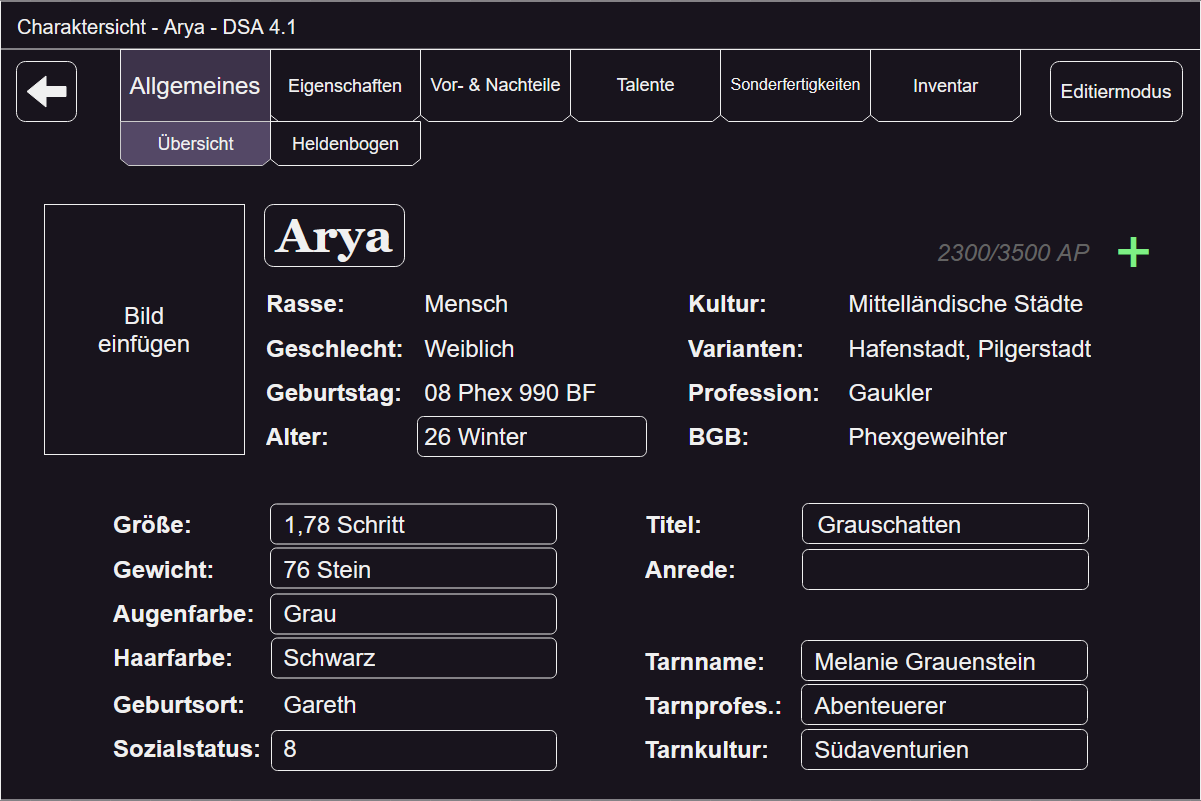 Charaktersicht - Arya - DSA 4.1
Allgemeines
Eigenschaften
Vor- & Nachteile
Talente
Sonderfertigkeiten
Inventar
Editiermodus
Übersicht
Heldenbogen
Bild
einfügen
Arya
2300/3500 AP
Rasse: Mensch
Kultur: Mittelländische Städte
Geschlecht: Weiblich
Varianten: Hafenstadt, Pilgerstadt
Geburtstag: 08 Phex 990 BF
Profession: Gaukler
Alter: 26 Winter
BGB: Phexgeweihter
Größe: 1,78 Schritt
Gewicht: 76 Stein
Augenfarbe: Grau
Haarfarbe: Schwarz
Geburtsort: Gareth
Sozialstatus: 8
Titel: Grauschatten
Anrede:
Tarnname: Melanie Grauenstein
Tarnprofes.: Abenteuerer
Tarnkultur: Südaventurien